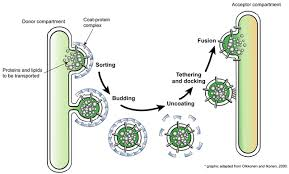 Donor compartment
Coat-protein
complex
Acceptor compartment
Fusion
Proteins and lipids
to be transported
Sorting
Tethering
and docking
Budding
Uncoating
* graphic adapted from Olkkonen and Ikonen, 2000